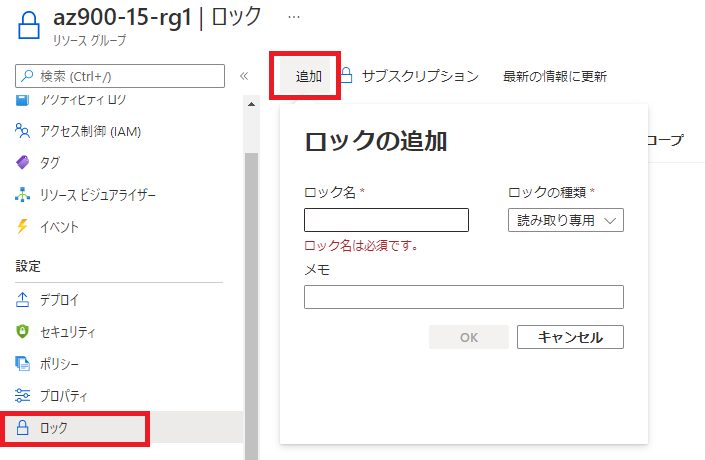 az900-15-rg1 | ロック ...
リソース グループ
検索 (Ctrl+/)
«
アクティビティ ログ
アクセス制御 (IAM)
タグ
リソース ビジュアライザー
イベント
設定
デプロイ
セキュリティ
ポリシー
プロパティ
ロック
追加 サブスクリプション 最新の情報に更新
コープ
ロックの追加
ロック名 * ロックの種類 *
読み取り専用
ロック名は必須です。
メモ
OK キャンセル